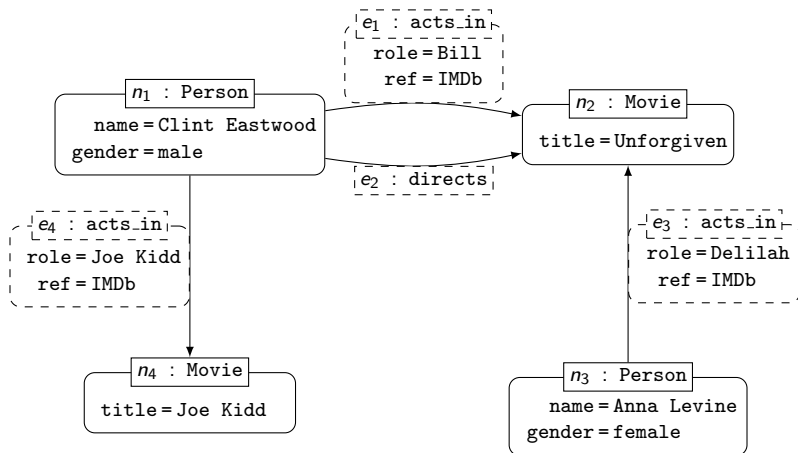 e₁ : acts_in
role = Bill
ref = IMDb
n₁ : Person
name = Clint Eastwood
gender = male
n₂ : Movie
title = Unforgiven
e₂ : directs
e₄ : acts_in
role = Joe Kidd
ref = IMDb
e₃ : acts_in
role = Delilah
ref = IMDb
n₄ : Movie
title = Joe Kidd
n₃ : Person
name = Anna Levine
gender = female